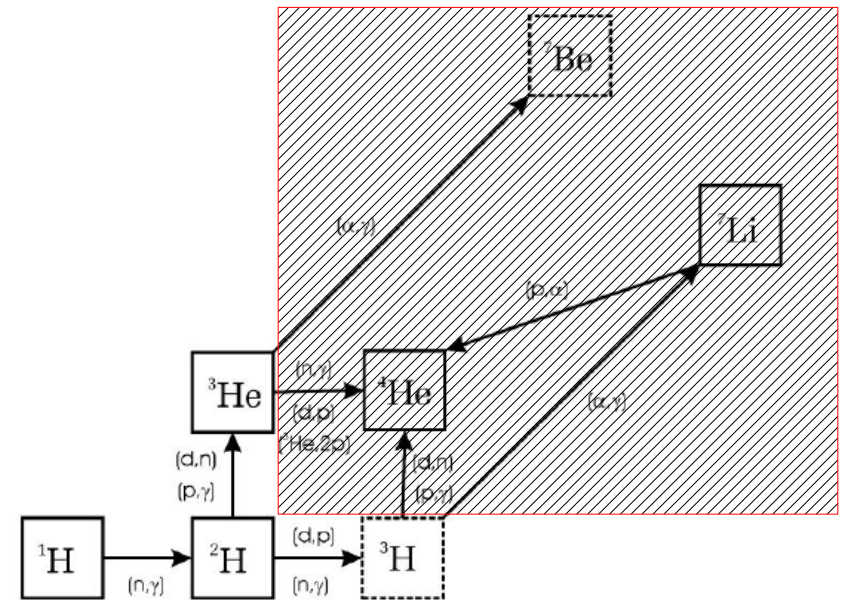 ⁷Be
(α,γ)
⁷Li
(p,α)
³He
(n,γ)
⁴He
(d,p)
(³He,2p)
(α,γ)
(d,n)
(p,γ)
(d,n)
(p,γ)
¹H
(n,γ)
²H
(d,p)
(n,γ)
³H